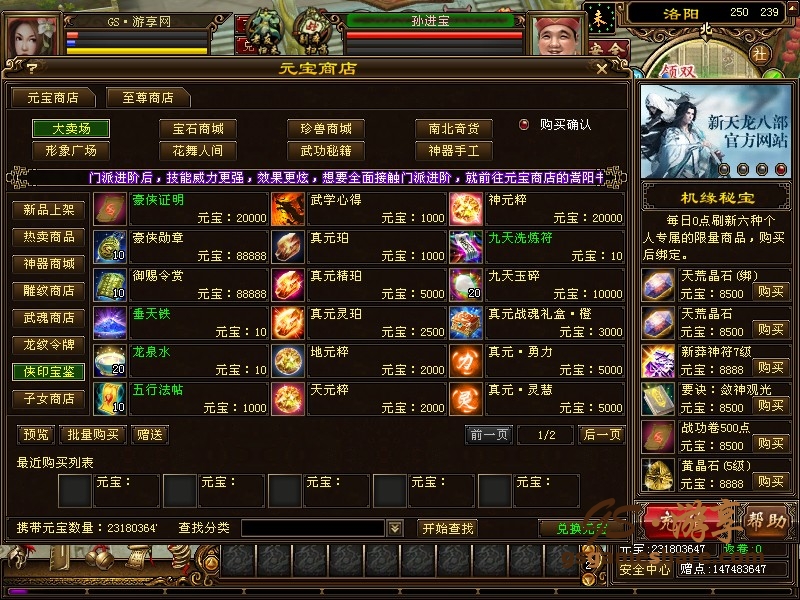 GS·游享网
孙进宝
洛阳 250 239
北
未
社
安全
元宝商店
元宝商店 至尊商店
大卖场 宝石商城 珍兽商城 南北奇货 购买确认
形象广场 花舞人间 武功秘籍 神器手工
门派进阶后，技能威力更强，效果更炫，想要全面接触门派进阶，就前往元宝商店的嵩阳
新品上架
热卖商品
神器商城
雕纹商店
武魂商店
龙纹令牌
侠印宝鉴
子女商店
豪侠证明
元宝：20000
武学心得
元宝：1000
神元粹
元宝：20000
豪侠勋章
10
元宝：88888
真元珀
元宝：1000
九天洗炼符
元宝：10
御赐令赏
10
元宝：88888
真元精珀
元宝：5000
九天玉碎
20
元宝：10000
垂天铁
元宝：10
真元灵珀
元宝：2500
真元战魂礼盒·橙
元宝：3000
龙泉水
20
元宝：10
地元粹
元宝：2000
真元·勇力
元宝：5000
五行法帖
10
元宝：1000
天元粹
元宝：2000
真元·灵慧
元宝：5000
预览 批量购买 赠送 前一页 1/2 后一页
最近购买列表
元宝： 元宝： 元宝： 元宝： 元宝：
携带元宝数量：23180364 查找分类 开始查找 兑换元宝
新天龙八部
官方网站
机缘秘宝
每日0点刷新六种个
人专属的限量商品，购买
后绑定。
天荒晶石(绑)
元宝：8500 购买
天荒晶石
元宝：8500 购买
新莽神符7级
元宝：8888 购买
要诀：敛神观光
元宝：8500 购买
战功卷500点
元宝：8500 购买
黄晶石(5级)
元宝：8888 购买
GS·游享
帮助
元宝：231803647
安全中心 赠点：147483647